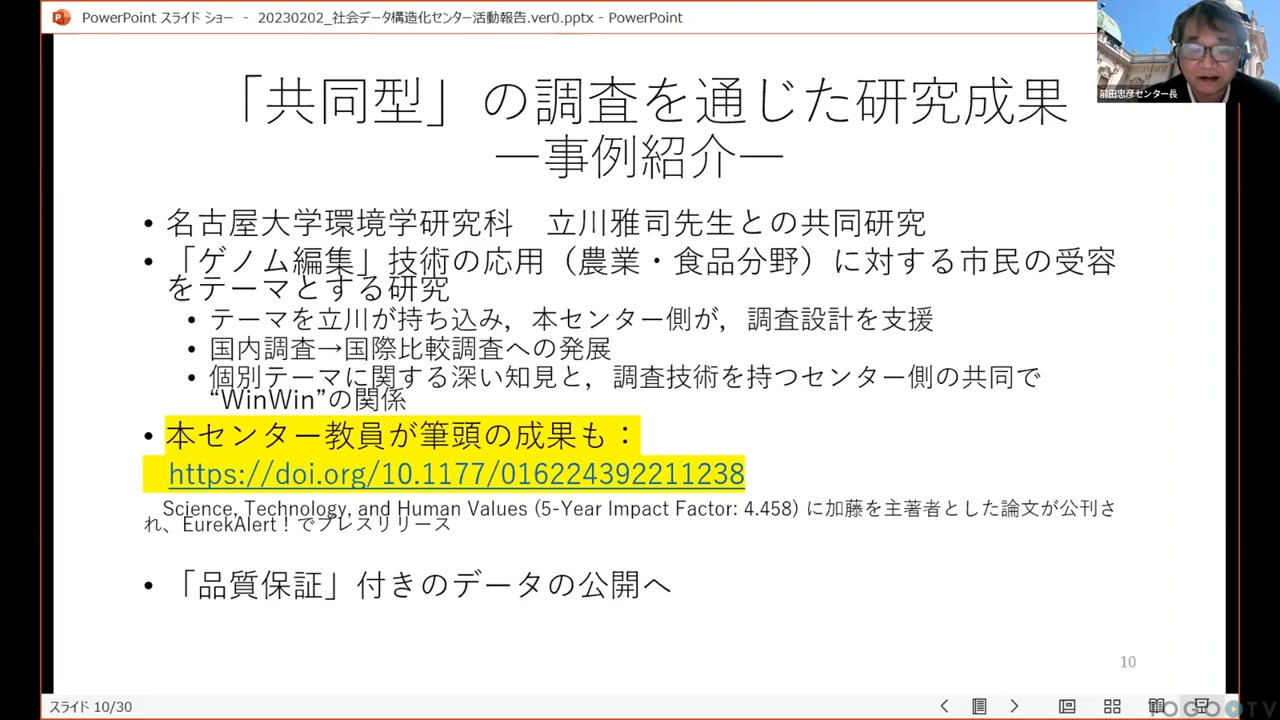 PowerPoint スライド ショー - 20230202_社会データ構造化センター活動報告.ver0.pptx - PowerPoint
前田忠彦センター長
「共同型」の調査を通じた研究成果
―事例紹介―
• 名古屋大学環境学研究科　立川雅司先生との共同研究
• 「ゲノム編集」技術の応用（農業・食品分野）に対する市民の受容
をテーマとする研究
• テーマを立川が持ち込み，本センター側が，調査設計を支援
• 国内調査→国際比較調査への発展
• 個別テーマに関する深い知見と，調査技術を持つセンター側の共同で
“WinWin”の関係
• 本センター教員が筆頭の成果も：
https://doi.org/10.1177/016224392211238
Science, Technology, and Human Values (5-Year Impact Factor: 4.458) に加藤を主著者とした論文が公刊さ
れ、EurekAlert！でプレスリリース
• 「品質保証」付きのデータの公開へ
10
スライド 10/30
TOGOTV